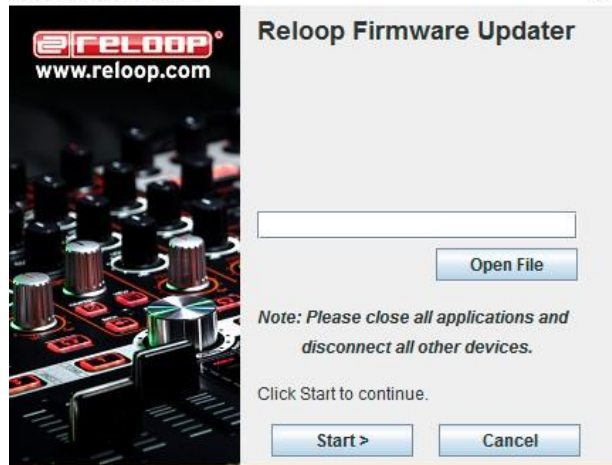 RELOOP
www.reloop.com
Reloop Firmware Updater
Open File
Note: Please close all applications and
disconnect all other devices.
Click Start to continue.
Start >
Cancel